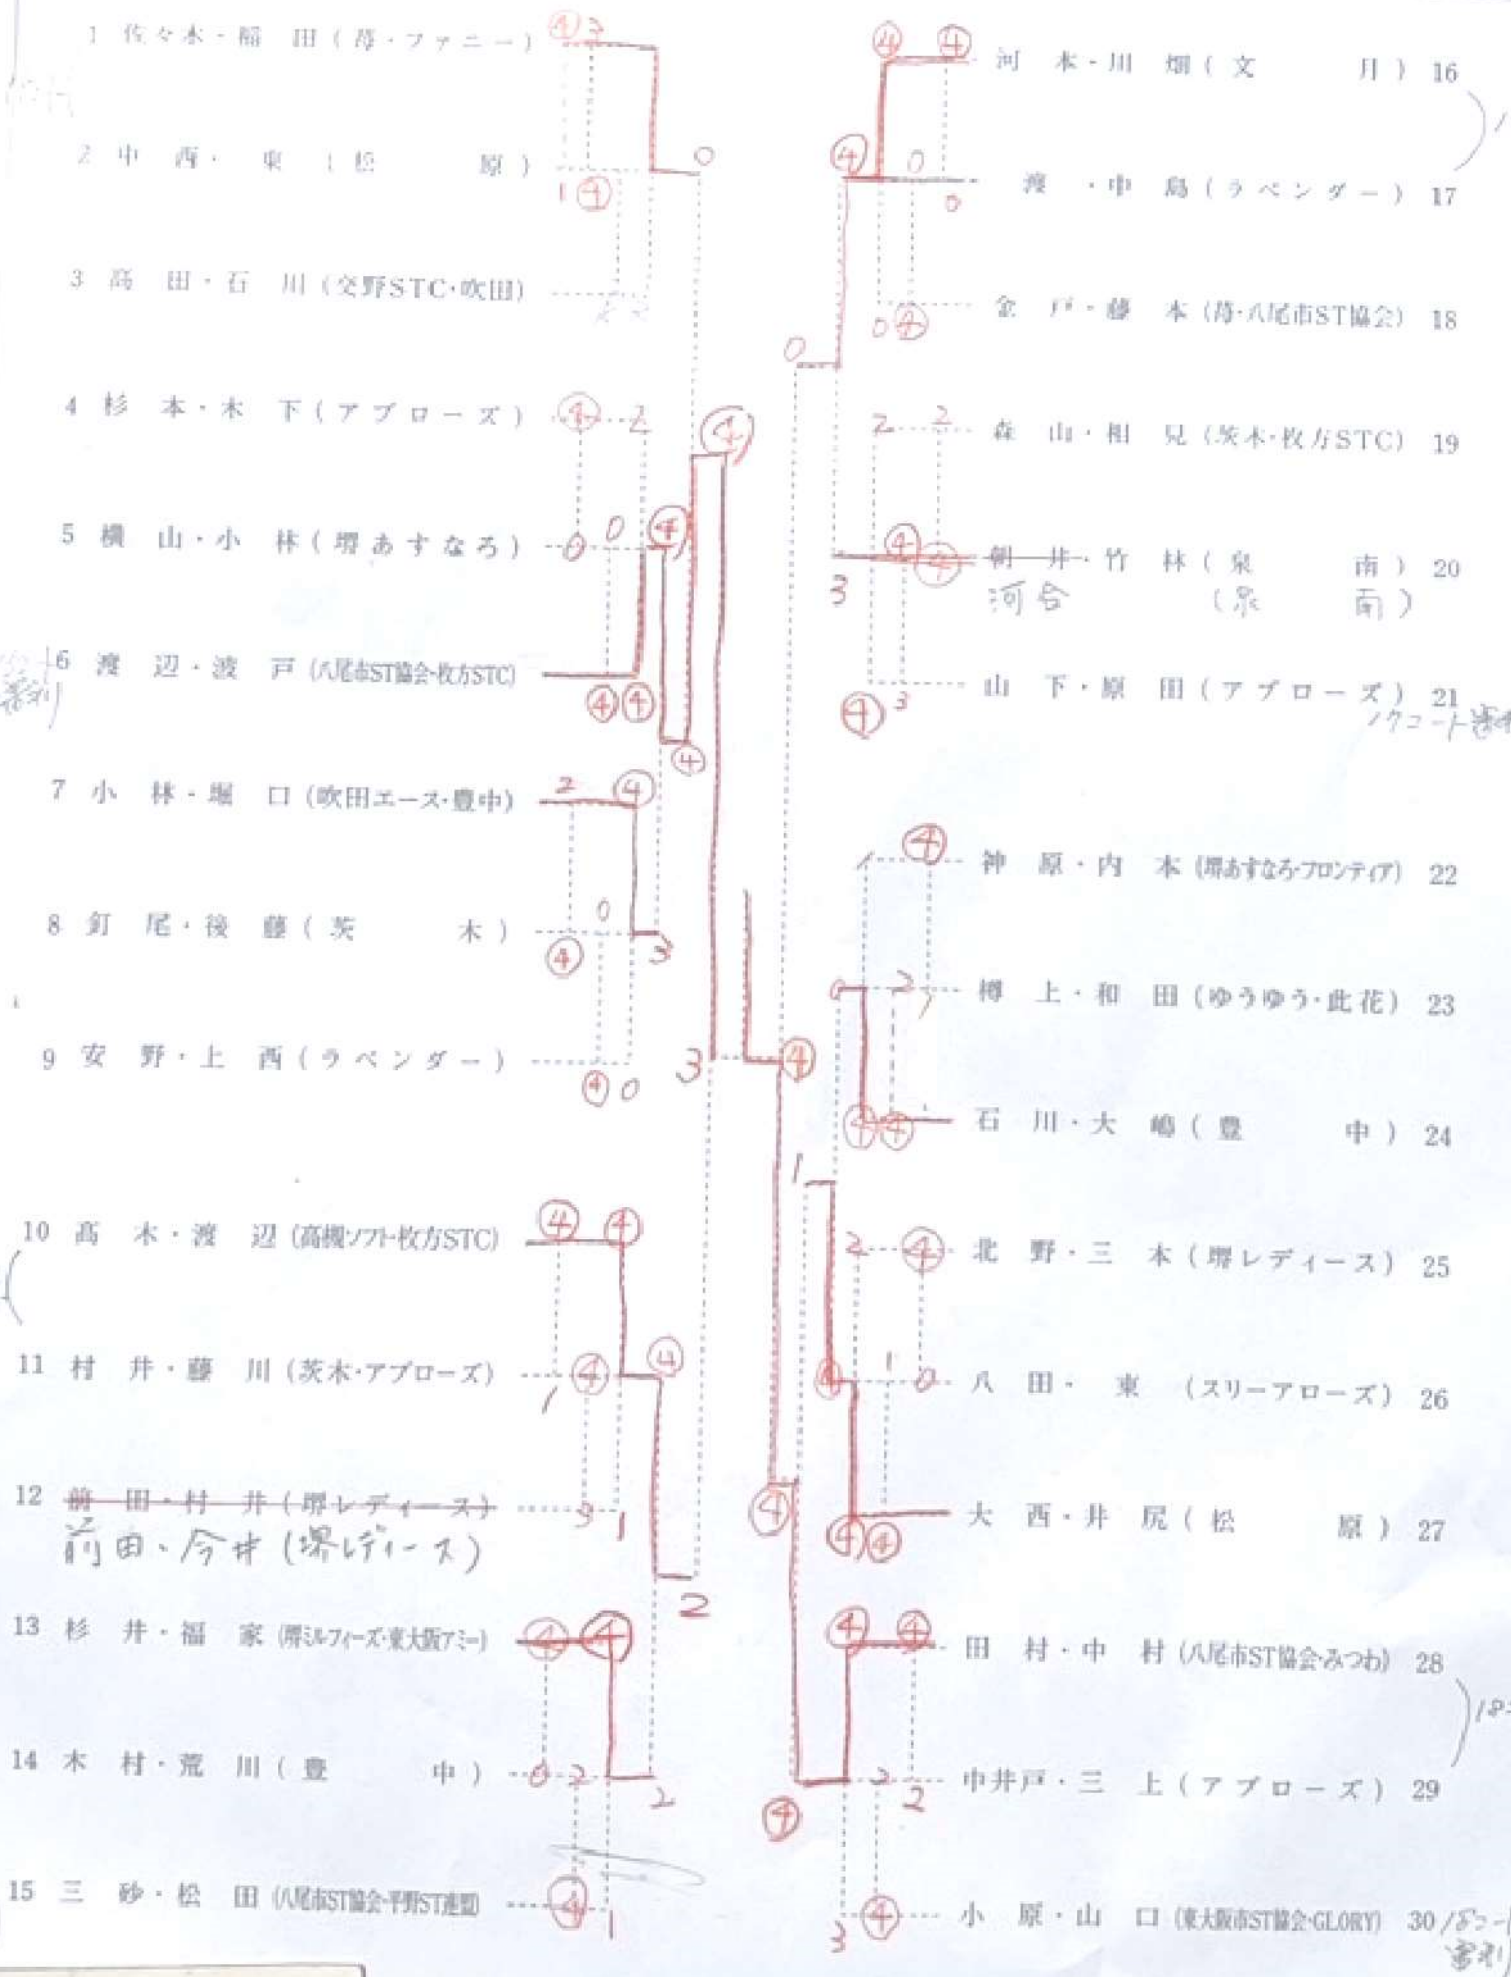 1 佐々木・稲田(苺・ファニー)
2 中西・東(松原)
3 高田・石川(交野STC・吹田)
4 杉本・木下(アプローズ)
5 横山・小林(堺あすなろ)
6 渡辺・渡戸(八尾市ST協会・枚方STC)
7 小林・堀口(吹田エース・豊中)
8 釘尾・後藤(茨木)
9 安野・上西(ラベンダー)
10 髙木・渡辺(高槻ソフト・枚方STC)
11 村井・藤川(茨木・アプローズ)
12 前田・村井(堺レディース)
前田、今井(堺レディース)
13 杉井・福家(堺ミルフィーズ・東大阪アミー)
14 木村・荒川(豊中)
15 三砂・松田(八尾市ST協会・平野ST連盟)
河本・川畑(文月) 16
渡・中島(ラベンダー) 17
金戸・藤本(苺・八尾市ST協会) 18
森山・相見(茨木・枚方STC) 19
朝井・竹林(泉南) 20
河合(泉南)
山下・原田(アプローズ) 21
神原・内本(堺あすなろ・フロンティア) 22
樽上・和田(ゆうゆう・此花) 23
石川・大嶋(豊中) 24
北野・三本(堺レディース) 25
八田・東(スリーアローズ) 26
大西・井尻(松原) 27
田村・中村(八尾市ST協会・みつわ) 28
中井戸・三上(アプローズ) 29
小原・山口(東大阪市ST協会・GLORY) 30